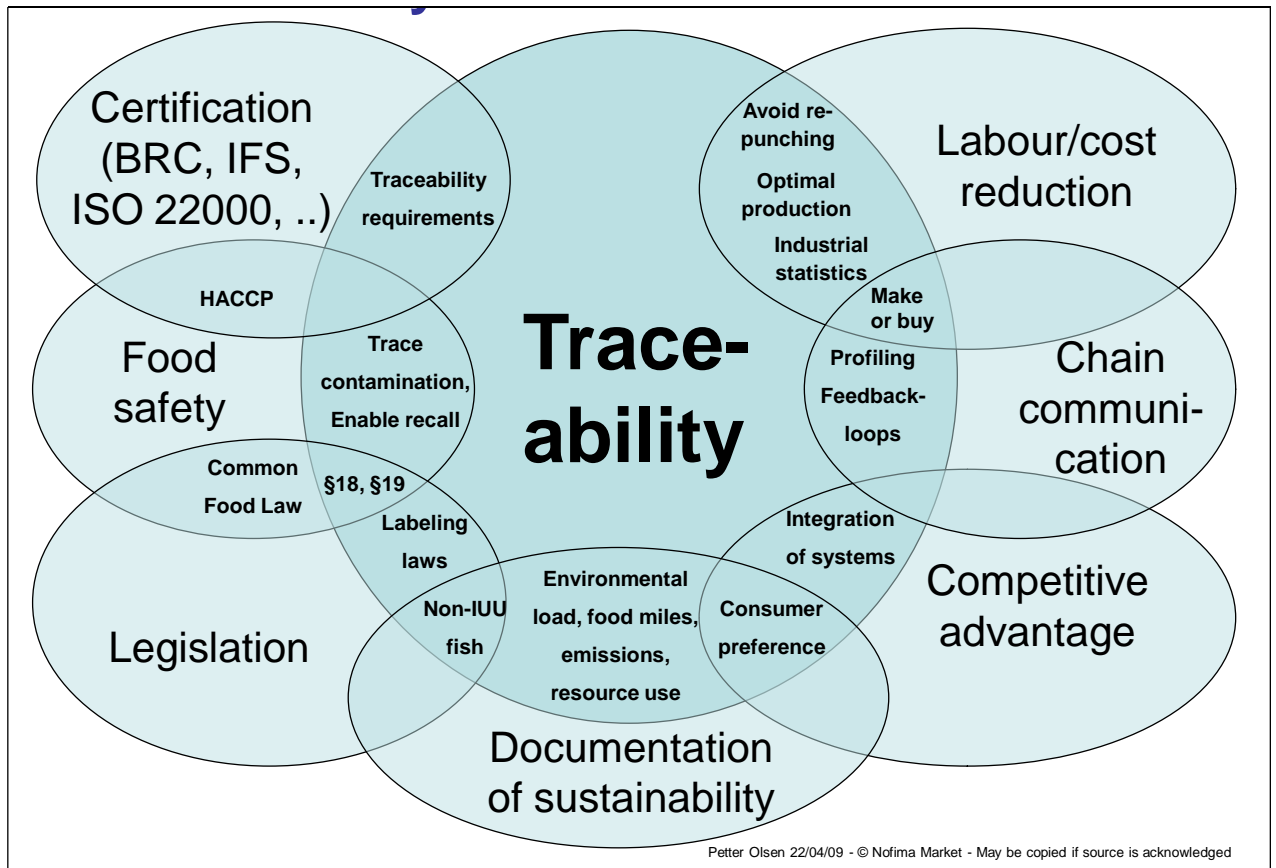 Certification
(BRC, IFS,
ISO 22000, ..)
Traceability
requirements
HACCP
Food
safety
Trace
contamination,
Enable recall
Common
Food Law
§18, §19
Labeling
laws
Legislation
Non-IUU
fish
Trace-
ability
Environmental
load, food miles,
emissions,
resource use
Documentation
of sustainability
Avoid re-
punching
Optimal
production
Industrial
statistics
Labour/cost
reduction
Make
or buy
Profiling
Feedback-
loops
Chain
communi-
cation
Integration
of systems
Consumer
preference
Competitive
advantage
Petter Olsen 22/04/09 - © Nofima Market - May be copied if source is acknowledged